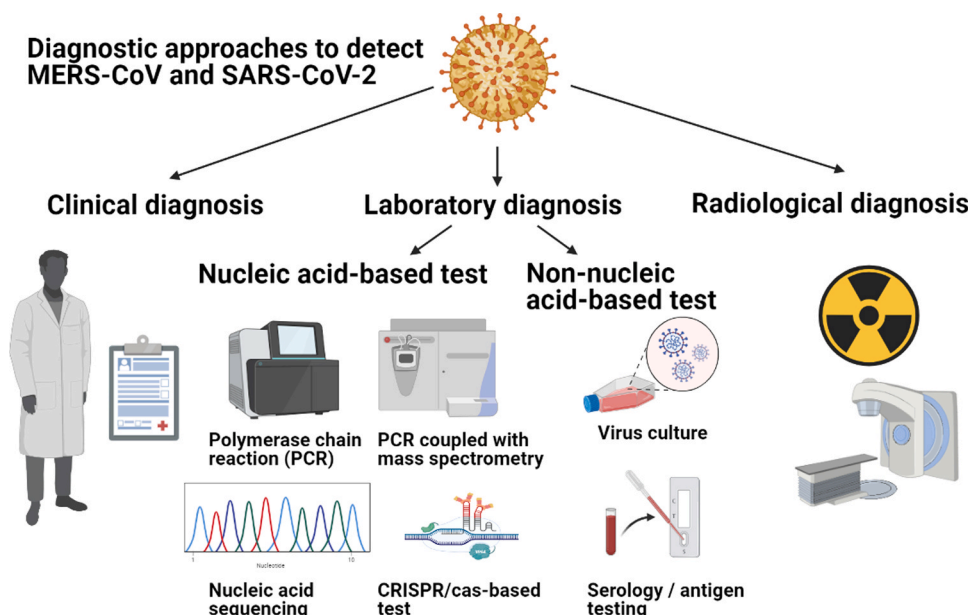 Diagnostic approaches to detect
MERS-CoV and SARS-CoV-2
Clinical diagnosis
Laboratory diagnosis
Radiological diagnosis
Nucleic acid-based test
Non-nucleic
acid-based test
Polymerase chain
reaction (PCR)
PCR coupled with
mass spectrometry
Virus culture
1
10
Nucleotide
C
T
S
Nucleic acid
sequencing
CRISPR/cas-based
test
Serology / antigen
testing